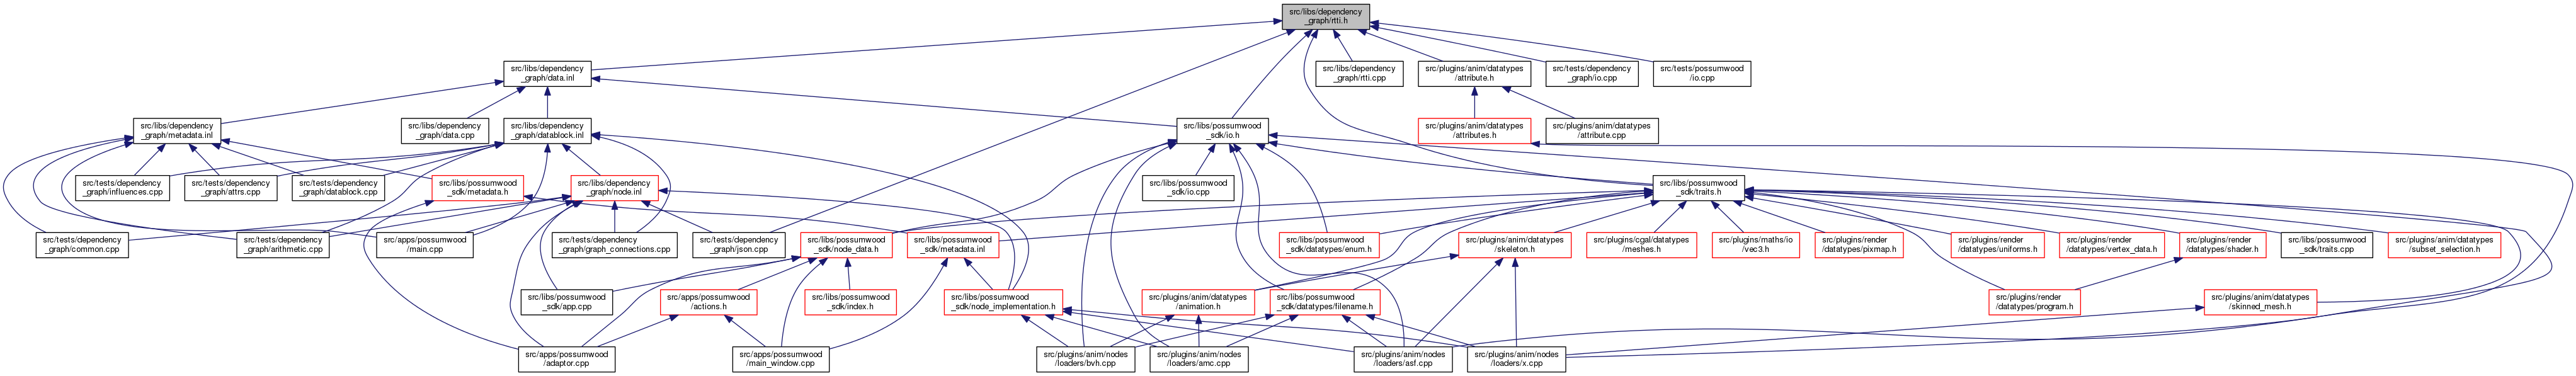 src/libs/dependency
_graph/rtti.h
src/libs/dependency
_graph/data.inl
src/libs/dependency
_graph/rtti.cpp
src/plugins/anim/datatypes
/attribute.h
src/tests/dependency
_graph/io.cpp
src/tests/possumwood
/io.cpp
src/libs/dependency
_graph/metadata.inl
src/libs/dependency
_graph/data.cpp
src/libs/dependency
_graph/datablock.inl
src/libs/possumwood
_sdk/io.h
src/plugins/anim/datatypes
/attributes.h
src/plugins/anim/datatypes
/attribute.cpp
src/tests/dependency
_graph/influences.cpp
src/tests/dependency
_graph/attrs.cpp
src/tests/dependency
_graph/datablock.cpp
src/libs/possumwood
_sdk/metadata.h
src/libs/dependency
_graph/node.inl
src/libs/possumwood
_sdk/io.cpp
src/libs/possumwood
_sdk/traits.h
src/tests/dependency
_graph/common.cpp
src/tests/dependency
_graph/arithmetic.cpp
src/apps/possumwood
/main.cpp
src/tests/dependency
_graph/graph_connections.cpp
src/tests/dependency
_graph/json.cpp
src/libs/possumwood
_sdk/node_data.h
src/libs/possumwood
_sdk/metadata.inl
src/libs/possumwood
_sdk/datatypes/enum.h
src/plugins/anim/datatypes
/skeleton.h
src/plugins/cgal/datatypes
/meshes.h
src/plugins/maths/io
/vec3.h
src/plugins/render
/datatypes/pixmap.h
src/plugins/render
/datatypes/uniforms.h
src/plugins/render
/datatypes/vertex_data.h
src/plugins/render
/datatypes/shader.h
src/libs/possumwood
_sdk/traits.cpp
src/plugins/anim/datatypes
/subset_selection.h
src/libs/possumwood
_sdk/app.cpp
src/apps/possumwood
/actions.h
src/libs/possumwood
_sdk/index.h
src/libs/possumwood
_sdk/node_implementation.h
src/plugins/anim/datatypes
/animation.h
src/libs/possumwood
_sdk/datatypes/filename.h
src/plugins/render
/datatypes/program.h
src/plugins/anim/datatypes
/skinned_mesh.h
src/apps/possumwood
/adaptor.cpp
src/apps/possumwood
/main_window.cpp
src/plugins/anim/nodes
/loaders/bvh.cpp
src/plugins/anim/nodes
/loaders/amc.cpp
src/plugins/anim/nodes
/loaders/asf.cpp
src/plugins/anim/nodes
/loaders/x.cpp